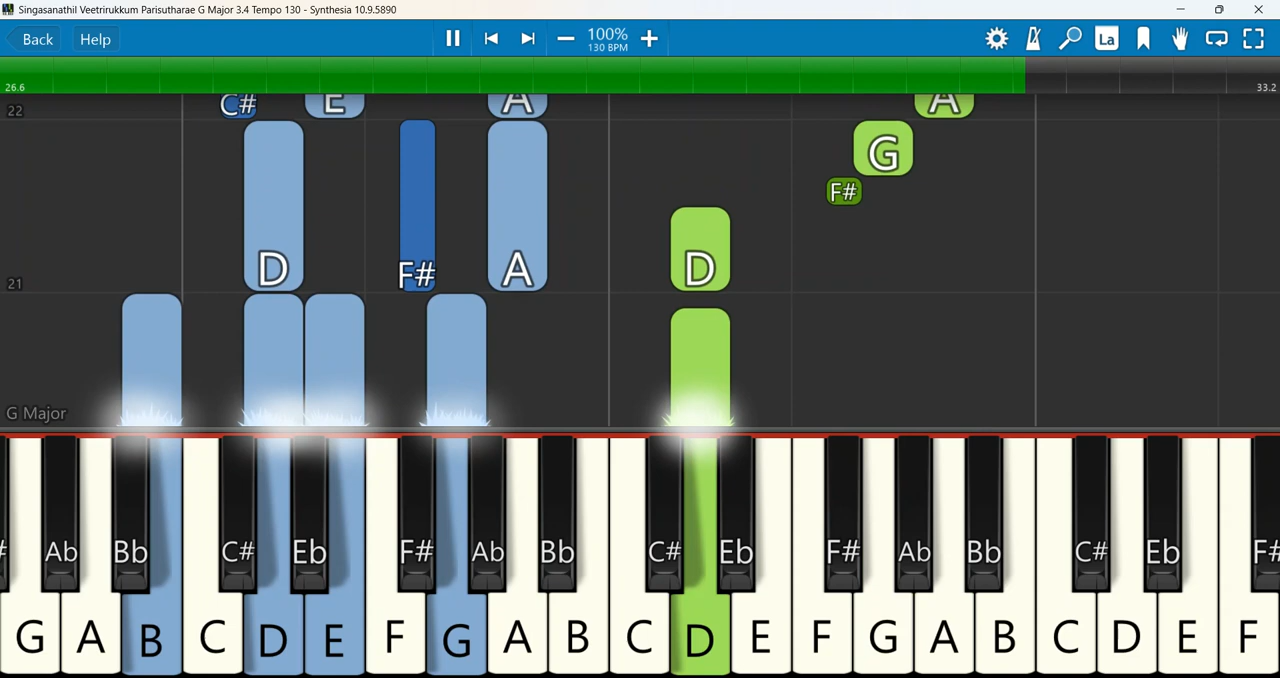 Singasanathil Veetrirukkum Parisutharae G Major 3.4 Tempo 130 - Synthesia 10.9.5890
Back Help 100% La
130 BPM
26.6 33.2
22 C# E A A
G
F#
D F# A D
21
G Major
# Ab Bb C# Eb F# Ab Bb C# Eb F# Ab Bb C# Eb F#
G A B C D E F G A B C D E F G A B C D E F